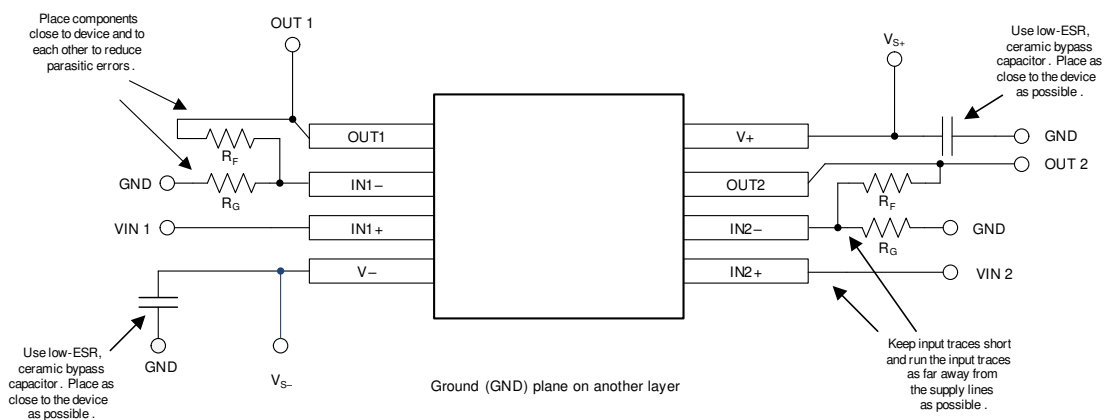 Place components
close to device and to
each other to reduce
parasitic errors .
OUT 1
VS+
Use low-ESR,
ceramic bypass
capacitor . Place as
close to the device
as possible .
OUT1
V+
GND
RF
OUT 2
GND
IN1−
OUT2
RF
RG
VIN 1
IN1+
IN2−
GND
RG
V−
IN2+
VIN 2
Use low-ESR,
ceramic bypass
capacitor . Place as
close to the device
as possible .
GND
VS−
Ground (GND) plane on another layer
Keep input traces short
and run the input traces
as far away from
the supply lines
as possible .